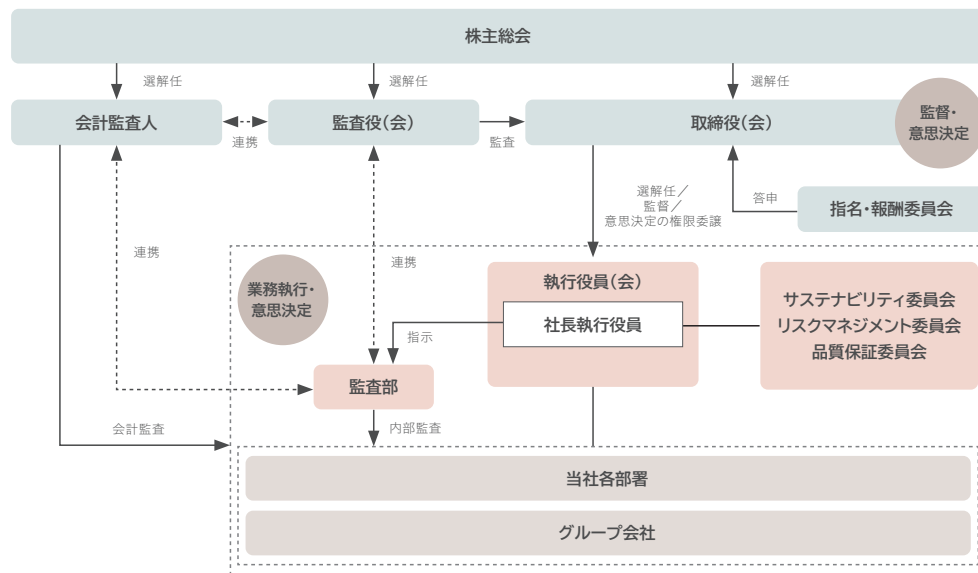 株主総会
選解任
選解任
選解任
会計監査人
連携
監査役（会）
監査
取締役（会）
監督・
意思決定
選解任／
監督／
意思決定の権限委譲
答申
指名・報酬委員会
連携
連携
業務執行・
意思決定
執行役員（会）
社長執行役員
指示
サステナビリティ委員会
リスクマネジメント委員会
品質保証委員会
監査部
会計監査
内部監査
当社各部署
グループ会社